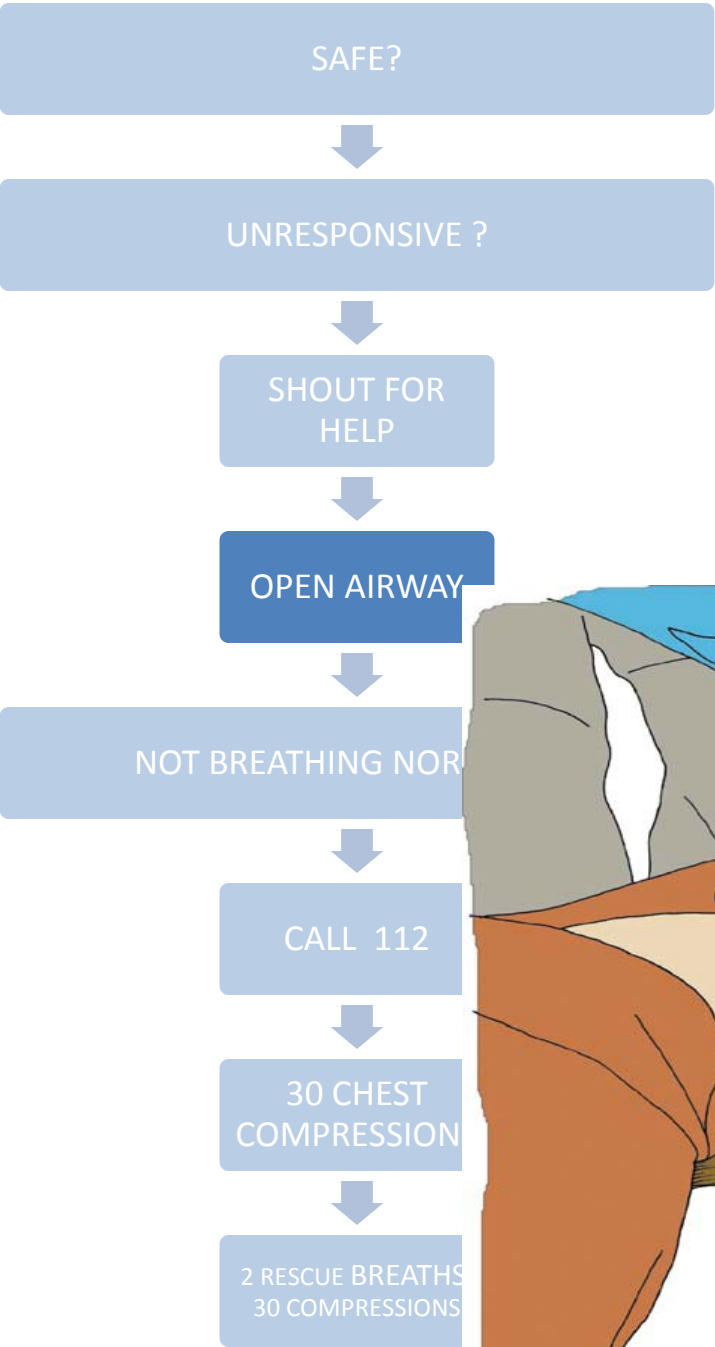 SAFE?
UNRESPONSIVE ?
SHOUT FOR
HELP
OPEN AIRWAY
NOT BREATHING NOR
CALL 112
30 CHEST
COMPRESSION
2 RESCUE BREATHS
30 COMPRESSIONS